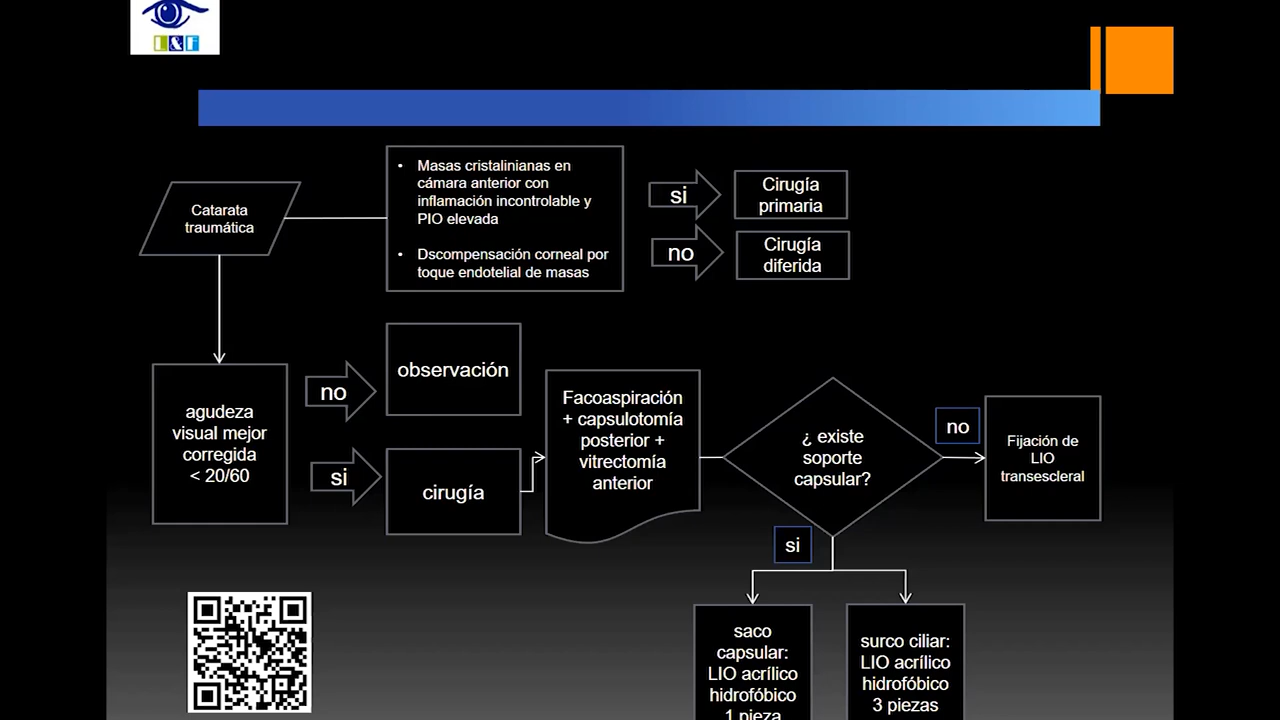 L&F
Catarata
traumática
• Masas cristalinianas en
cámara anterior con
inflamación incontrolable y
PIO elevada
• Dscompensación corneal por
toque endotelial de masas
si
Cirugía
primaria
no
Cirugía
diferida
agudeza
visual mejor
corregida
< 20/60
no
observación
si
cirugía
Facoaspiración
+ capsulotomía
posterior +
vitrectomía
anterior
¿ existe
soporte
capsular?
no
Fijación de
LIO
transescleral
si
saco
capsular:
LIO acrílico
hidrofóbico
1 pieza
surco ciliar:
LIO acrílico
hidrofóbico
3 piezas